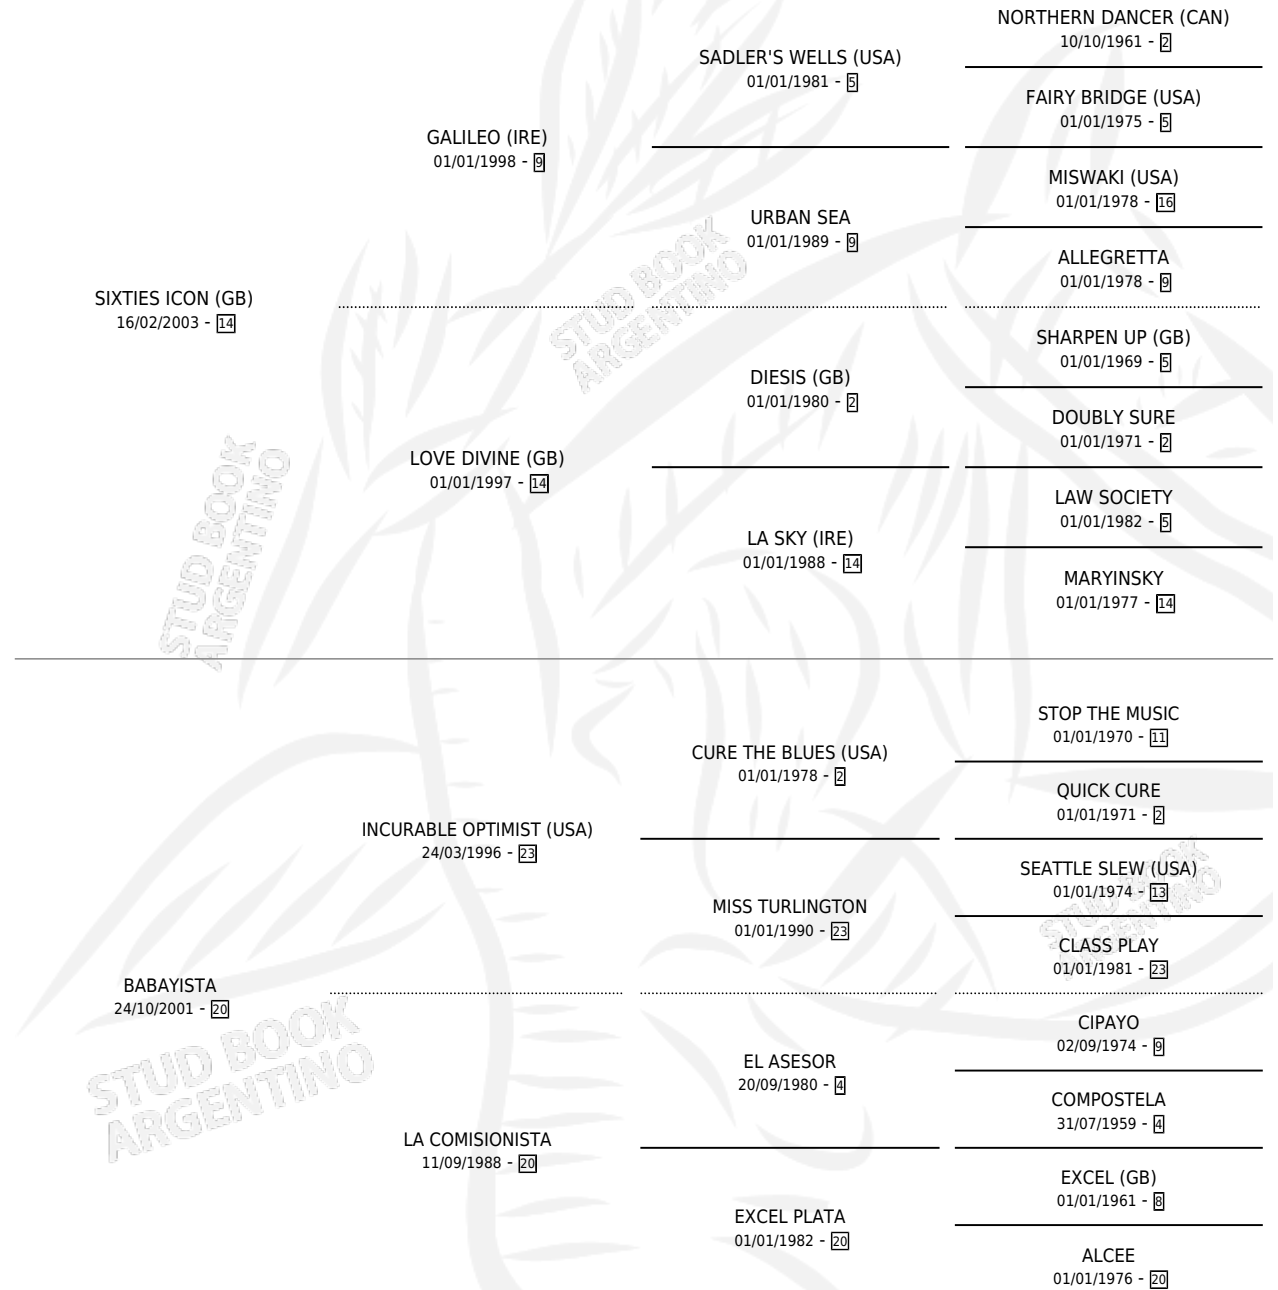 NORTHERN DANCER (CAN)
10/10/1961 - 2
SADLER'S WELLS (USA)
01/01/1981 - 5
FAIRY BRIDGE (USA)
01/01/1975 - 5
GALILEO (IRE)
01/01/1998 - 9
MISWAKI (USA)
01/01/1978 - 16
URBAN SEA
01/01/1989 - 9
ALLEGRETTA
01/01/1978 - 9
SIXTIES ICON (GB)
16/02/2003 - 14
STUD BOOK
ARGENTINO
SHARPEN UP (GB)
01/01/1969 - 5
DIESIS (GB)
01/01/1980 - 2
DOUBLY SURE
01/01/1971 - 2
LOVE DIVINE (GB)
01/01/1997 - 14
LAW SOCIETY
01/01/1982 - 5
LA SKY (IRE)
01/01/1988 - 14
MARYINSKY
01/01/1977 - 14
STUD BOOK
ARGENTINO
STOP THE MUSIC
01/01/1970 - 11
CURE THE BLUES (USA)
01/01/1978 - 2
QUICK CURE
01/01/1971 - 2
INCURABLE OPTIMIST (USA)
24/03/1996 - 23
SEATTLE SLEW (USA)
01/01/1974 - 13
MISS TURLINGTON
01/01/1990 - 23
STUD BOOK
ARGENTINO
CLASS PLAY
01/01/1981 - 23
BABAYISTA
24/10/2001 - 20
CIPAYO
02/09/1974 - 9
EL ASESOR
20/09/1980 - 4
COMPOSTELA
31/07/1959 - 4
STUD BOOK
ARGENTINO
LA COMISIONISTA
11/09/1988 - 20
EXCEL (GB)
01/01/1961 - 8
EXCEL PLATA
01/01/1982 - 20
ALCEE
01/01/1976 - 20